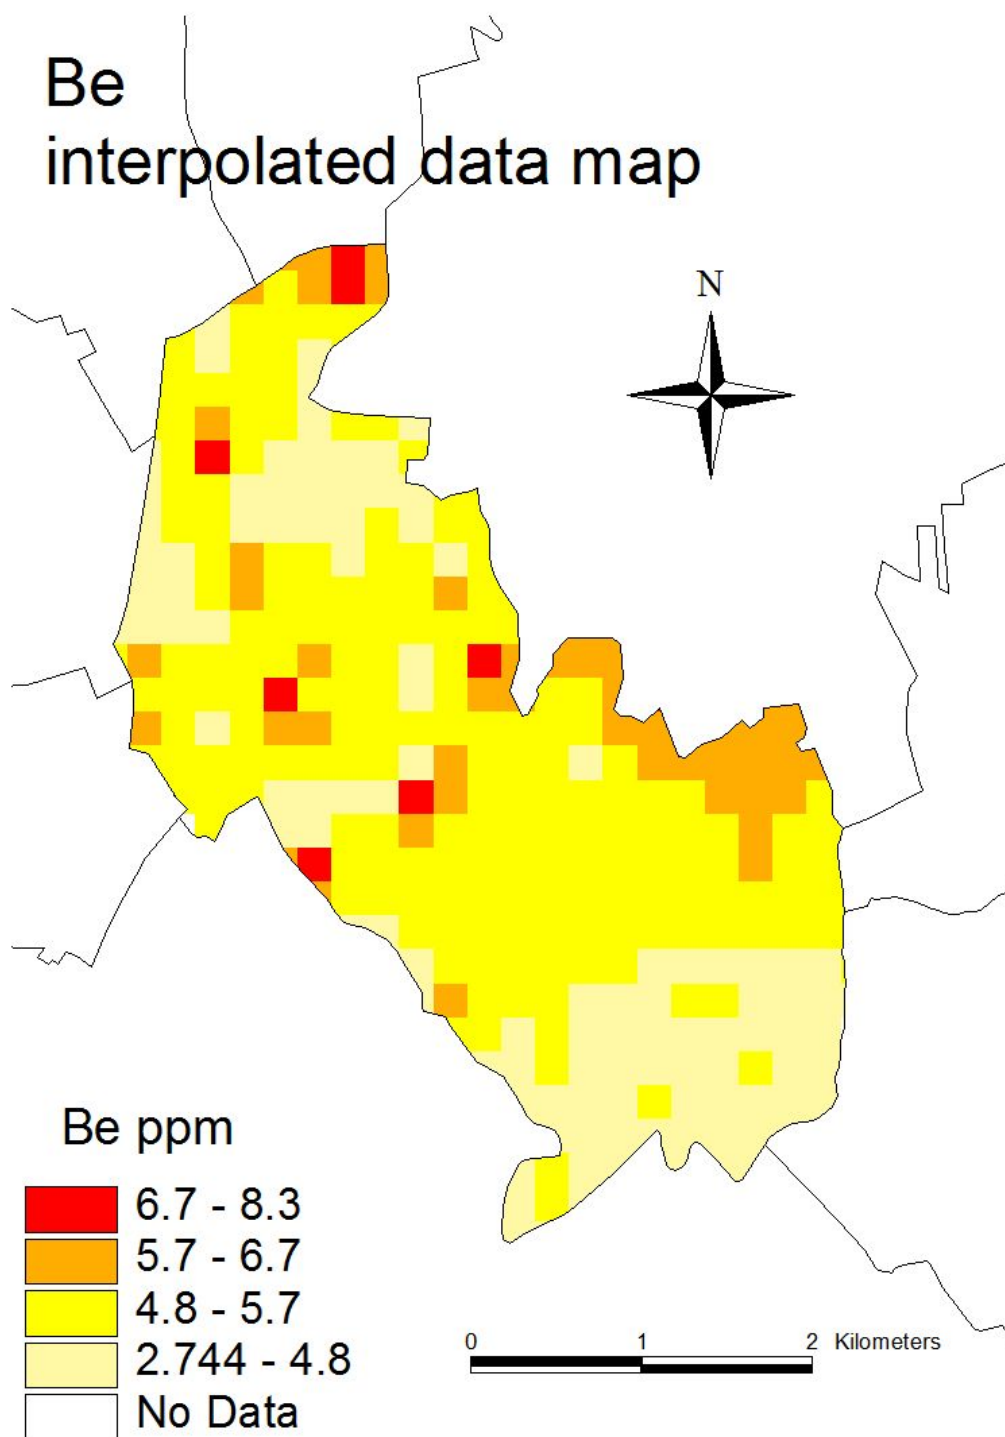 Be
interpolated data map
N
Be ppm
6.7 - 8.3
5.7 - 6.7
4.8 - 5.7
2.744 - 4.8
No Data
0 1 2 Kilometers